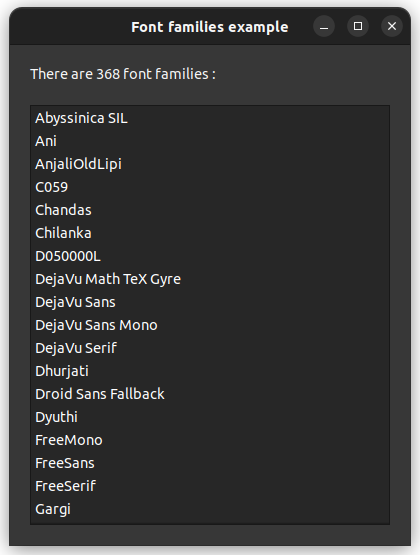 Font families example
There are 368 font families :
Abyssinica SIL
Ani
AnjaliOldLipi
C059
Chandas
Chilanka
D050000L
DejaVu Math TeX Gyre
DejaVu Sans
DejaVu Sans Mono
DejaVu Serif
Dhurjati
Droid Sans Fallback
Dyuthi
FreeMono
FreeSans
FreeSerif
Gargi